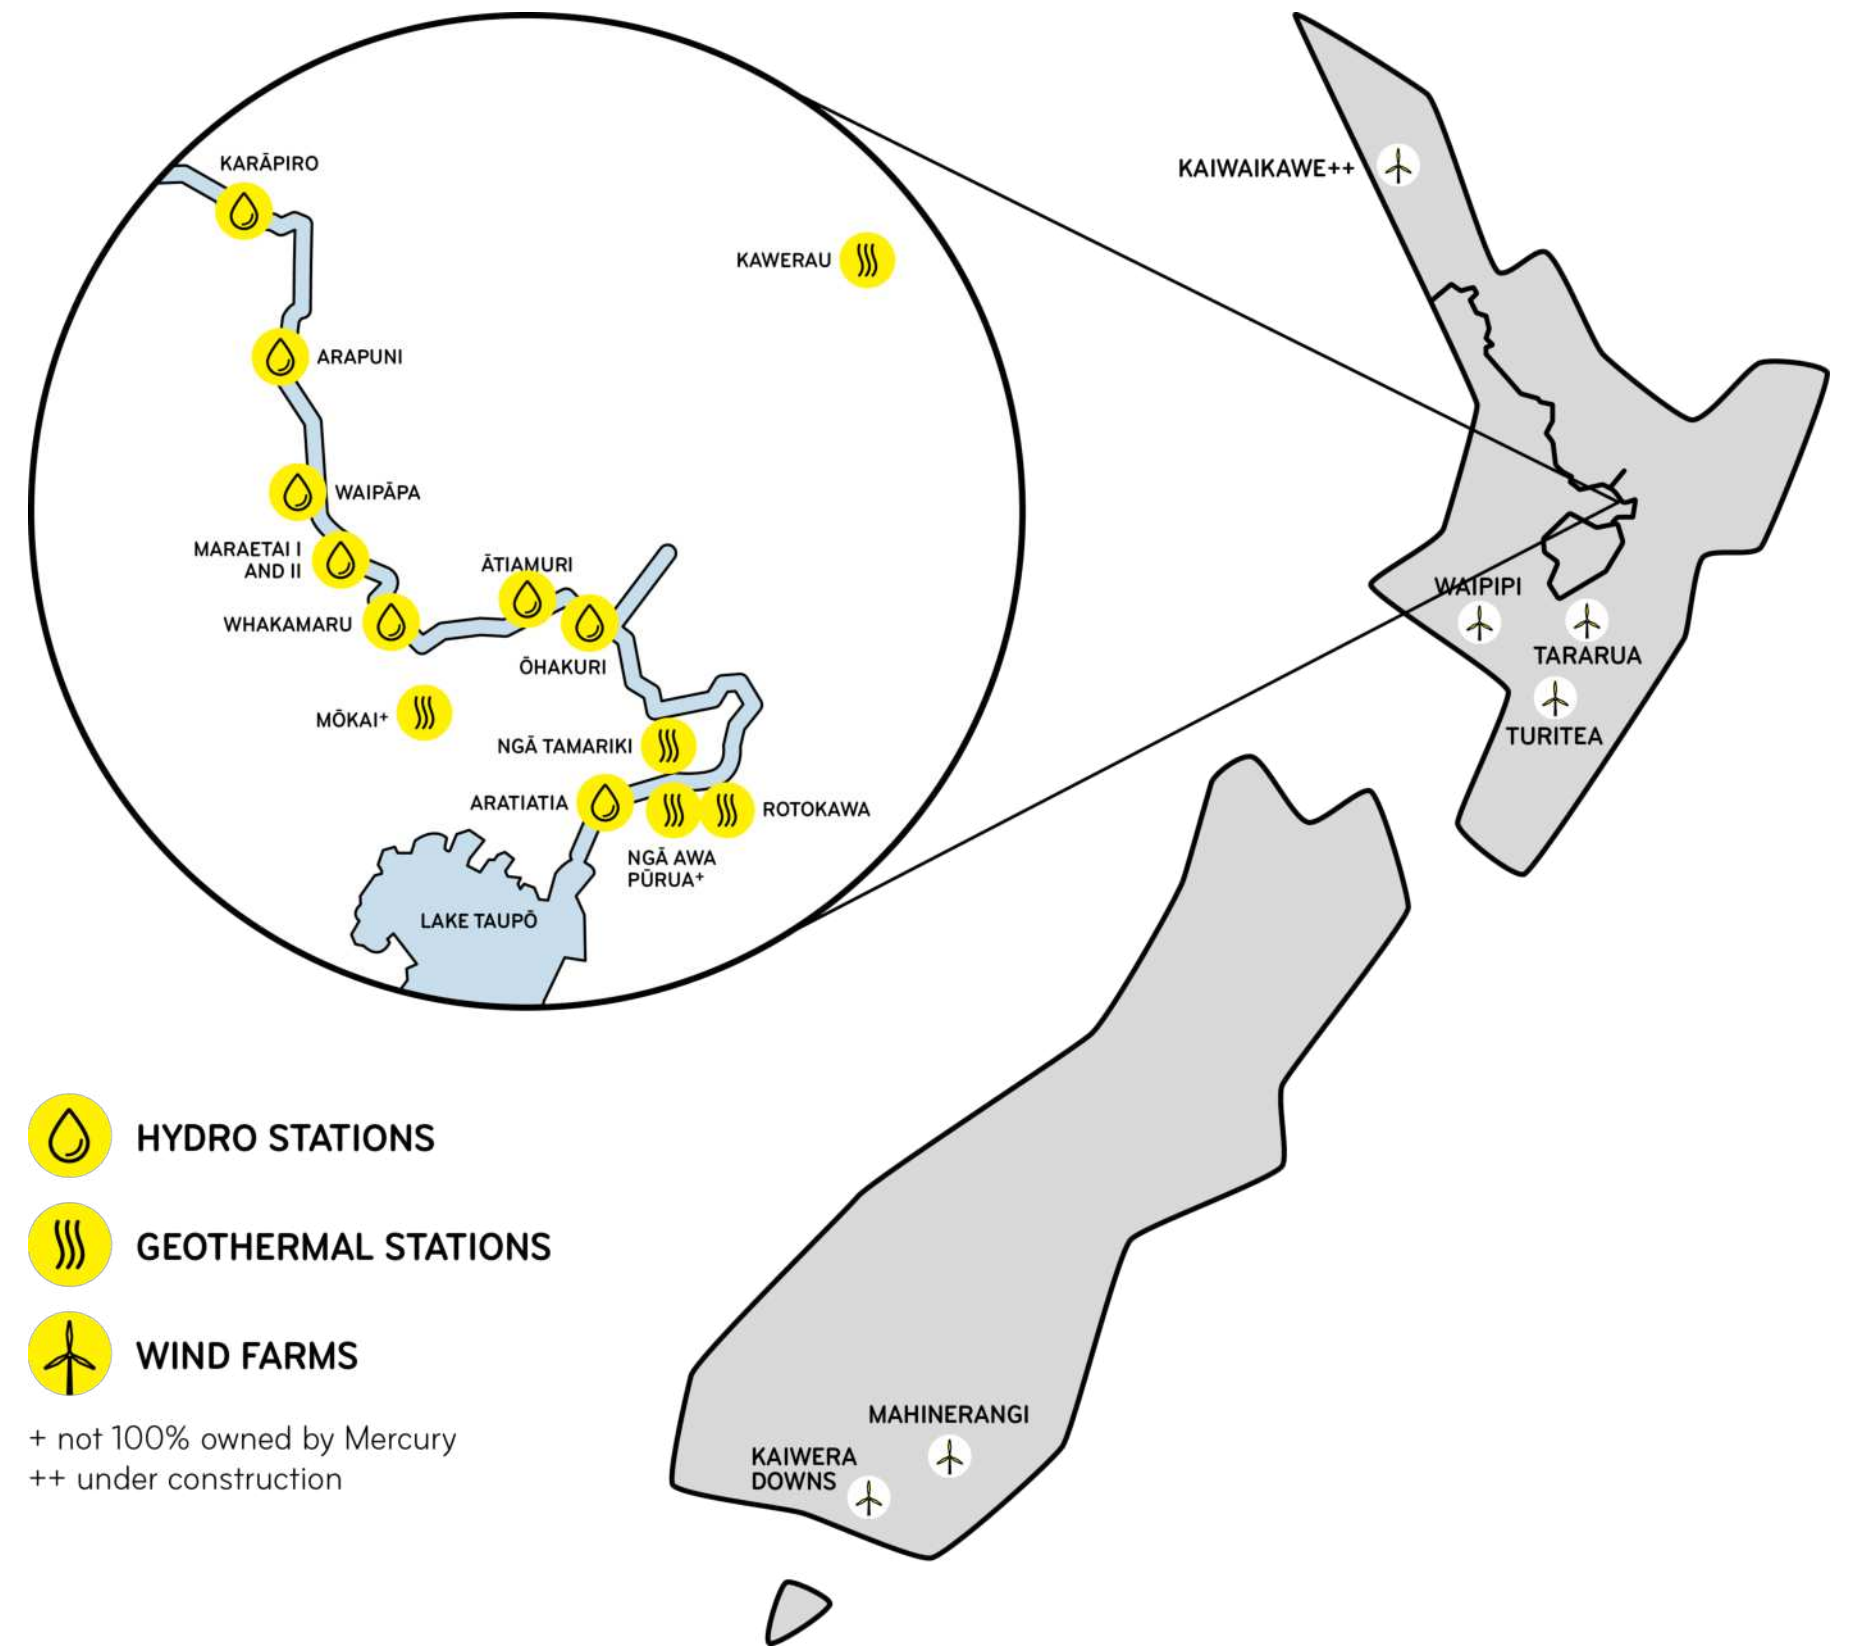 KARĀPIRO
KAWERAU
ARAPUNI
WAIPĀPA
MARAETAI I
AND II
ĀTIAMURI
WHAKAMARU
ŌHAKURI
MŌKAI+
NGĀ TAMARIKI
ARATIATIA
ROTOKAWA
NGĀ AWA
PŪRUA+
LAKE TAUPŌ
KAIWAIKAWE++
WAIPIPI
TARARUA
TURITEA
MAHINERANGI
KAIWERA
DOWNS
HYDRO STATIONS
GEOTHERMAL STATIONS
WIND FARMS
+ not 100% owned by Mercury
++ under construction